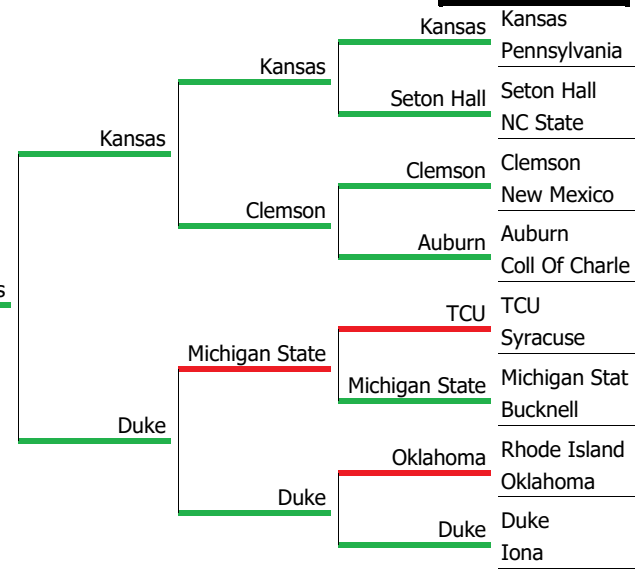 Kansas
Pennsylvania
Seton Hall
NC State
Clemson
New Mexico
Auburn
Coll Of Charle
TCU
Syracuse
Michigan Stat
Bucknell
Rhode Island
Oklahoma
Duke
Iona
Kansas
Seton Hall
Clemson
Auburn
TCU
Michigan State
Oklahoma
Duke
Kansas
Clemson
Michigan State
Duke
Kansas
Duke
s